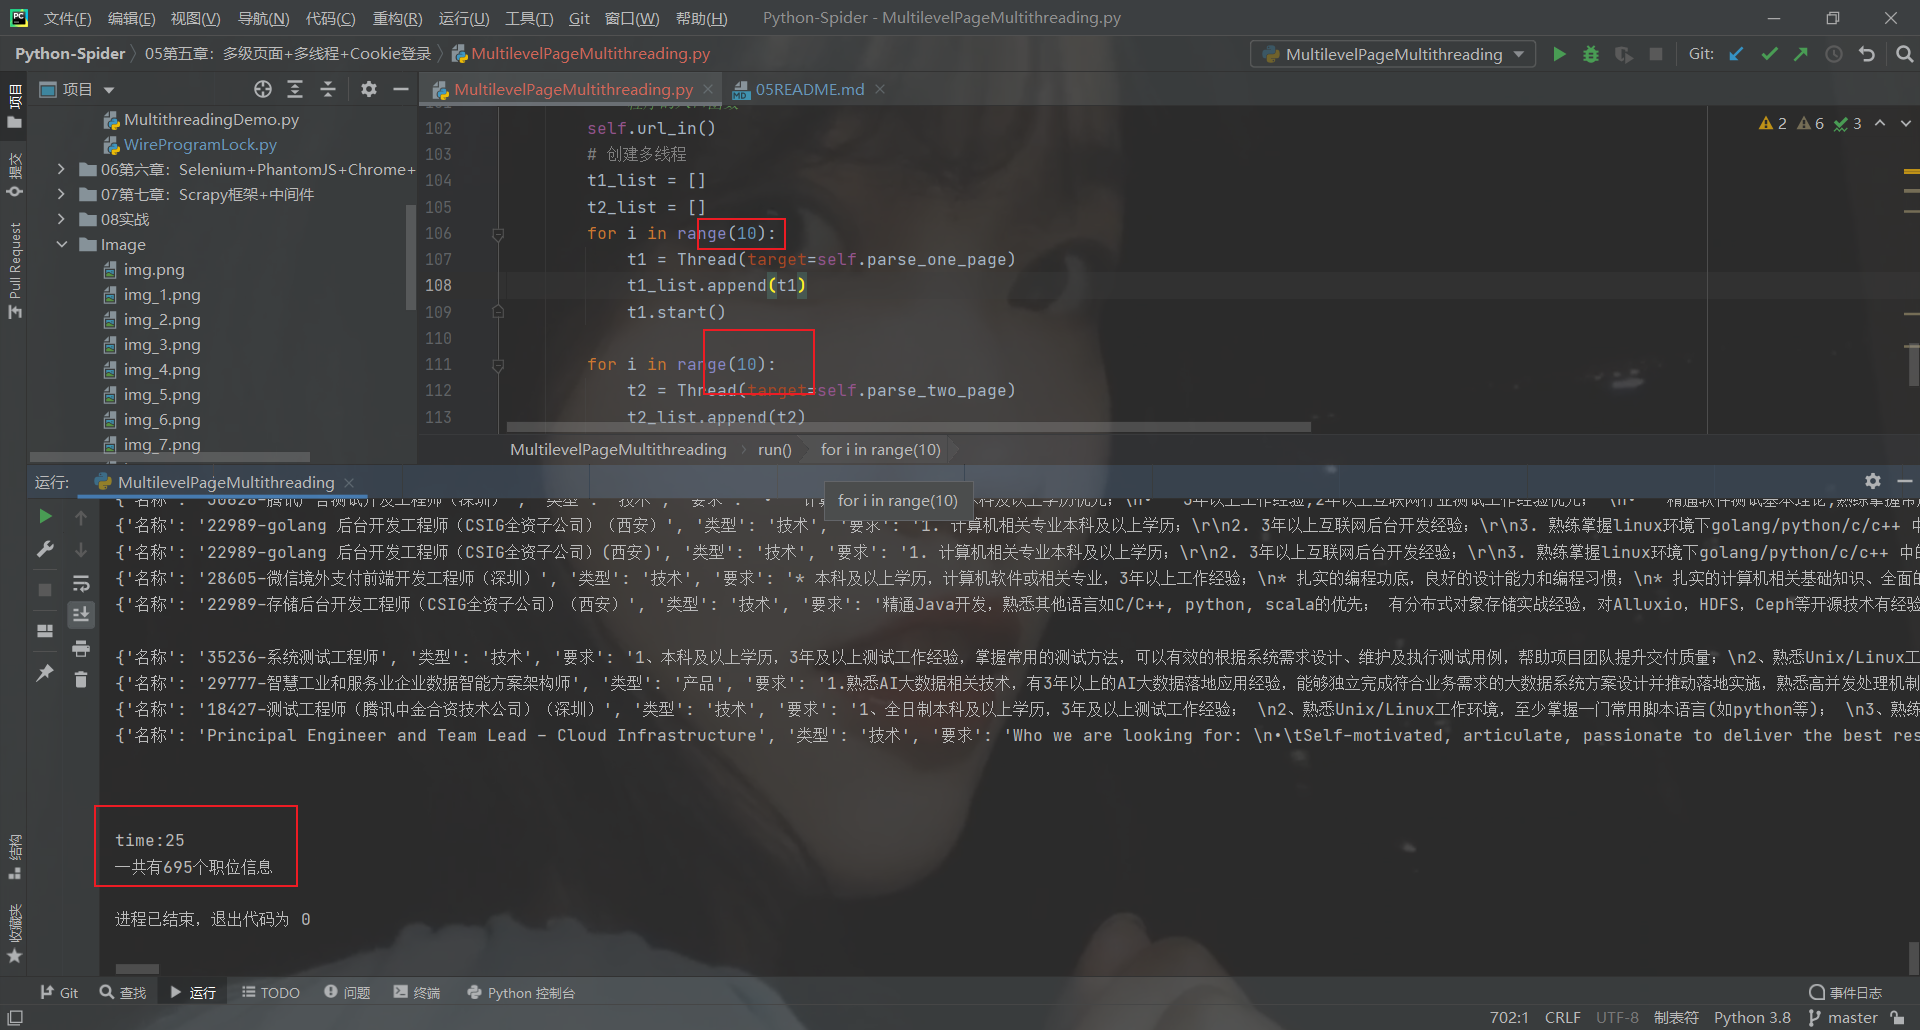 文件(F) 编辑(E) 视图(V) 导航(N) 代码(C) 重构(R) 运行(U) 工具(T) Git 窗口(W) 帮助(H) Python-Spider - MultilevelPageMultithreading.py
Python-Spider 05第五章：多级页面+多线程+Cookie登录 MultilevelPageMultithreading.py MultilevelPageMultithreading Git:
项目 MultilevelPageMultithreading.py 05README.md
项目
提交
Pull Request
MultithreadingDemo.py
WireProgramLock.py
06第六章：Selenium+PhantomJS+Chrome+
07第七章：Scrapy框架+中间件
08实战
Image
img.png
img_1.png
img_2.png
img_3.png
img_4.png
img_5.png
img_6.png
img_7.png
2 6 3
102 self.url_in()
103 # 创建多线程
104 t1_list = []
105 t2_list = []
106 for i in range(10):
107 t1 = Thread(target=self.parse_one_page)
108 t1_list.append(t1)
109 t1.start()
110
111 for i in range(10):
112 t2 = Thread(target=self.parse_two_page)
113 t2_list.append(t2)
MultilevelPageMultithreading run() for i in range(10)
运行: MultilevelPageMultithreading
for i in range(10)
{'名称': '22989-golang 后台开发工程师（CSIG全资子公司）（西安）', '类型': '技术', '要求': '1. 计算机相关专业本科及以上学历；\r\n2. 3年以上互联网后台开发经验；\r\n3. 熟练掌握linux环境下golang/python/c/c++ 中
{'名称': '22989-golang 后台开发工程师（CSIG全资子公司）(西安)', '类型': '技术', '要求': '1. 计算机相关专业本科及以上学历；\r\n2. 3年以上互联网后台开发经验；\r\n3. 熟练掌握linux环境下golang/python/c/c++ 中的
{'名称': '28605-微信境外支付前端开发工程师（深圳）', '类型': '技术', '要求': '* 本科及以上学历，计算机软件或相关专业，3年以上工作经验；\n* 扎实的编程功底，良好的设计能力和编程习惯；\n* 扎实的计算机相关基础知识、全面的
{'名称': '22989-存储后台开发工程师（CSIG全资子公司）（西安）', '类型': '技术', '要求': '精通Java开发，熟悉其他语言如C/C++, python, scala的优先； 有分布式对象存储实战经验，对Alluxio，HDFS，Ceph等开源技术有经验
{'名称': '35236-系统测试工程师', '类型': '技术', '要求': '1、本科及以上学历，3年及以上测试工作经验，掌握常用的测试方法，可以有效的根据系统需求设计、维护及执行测试用例，帮助项目团队提升交付质量；\n2、熟悉Unix/Linux工
{'名称': '29777-智慧工业和服务业企业数据智能方案架构师', '类型': '产品', '要求': '1.熟悉AI大数据相关技术，有3年以上的AI大数据落地应用经验，能够独立完成符合业务需求的大数据系统方案设计并推动落地实施，熟悉高并发处理机制
{'名称': '18427-测试工程师（腾讯中金合资技术公司）（深圳）', '类型': '技术', '要求': '1、全日制本科及以上学历，3年及以上测试工作经验； \n2、熟悉Unix/Linux工作环境，至少掌握一门常用脚本语言(如python等)； \n3、熟练
{'名称': 'Principal Engineer and Team Lead - Cloud Infrastructure', '类型': '技术', '要求': 'Who we are looking for: \n•\tSelf-motivated, articulate, passionate to deliver the best res
time:25
一共有695个职位信息
进程已结束，退出代码为 0
结构
收藏夹
Git 查找 运行 TODO 问题 终端 Python 控制台 事件日志
702:1 CRLF UTF-8 制表符 Python 3.8 master